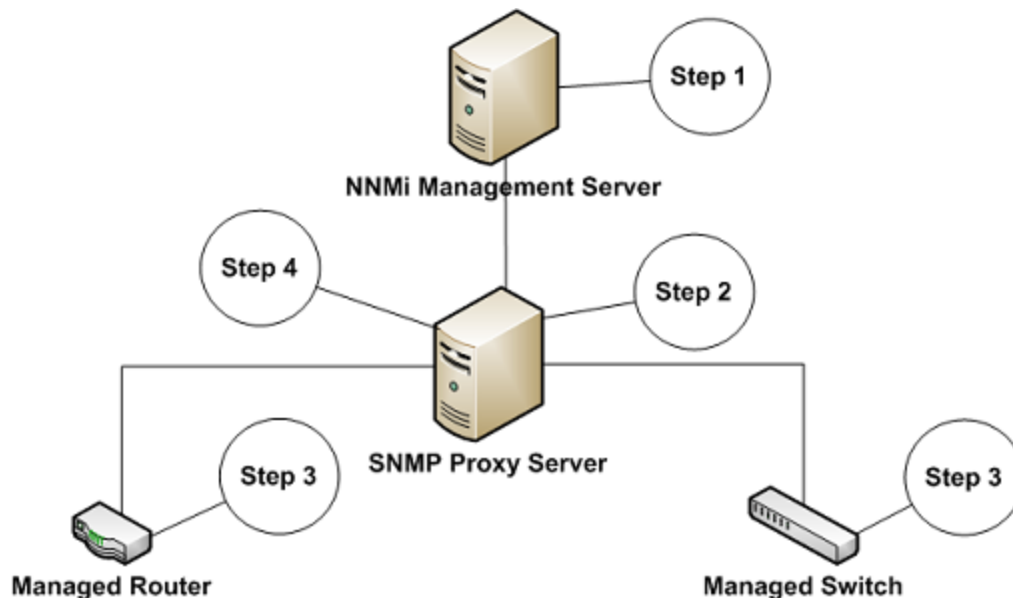 Step 1
NNMi Management Server
Step 4
Step 2
SNMP Proxy Server
Step 3
Step 3
Managed Router
Managed Switch